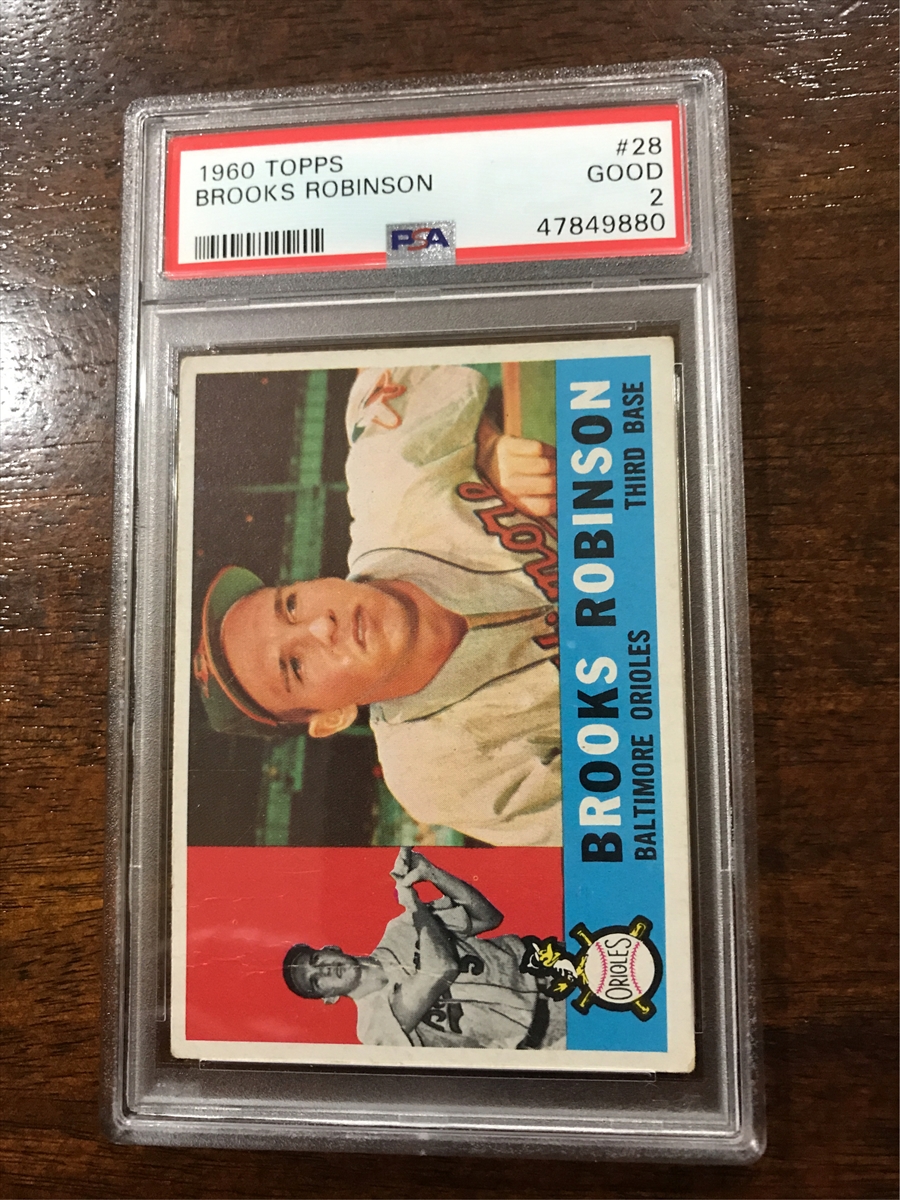 1960 TOPPS
BROOKS ROBINSON
#28
GOOD
2
47849880
PSA
BROOKS ROBINSON
BALTIMORE ORIOLES THIRD BASE
ORIOLES